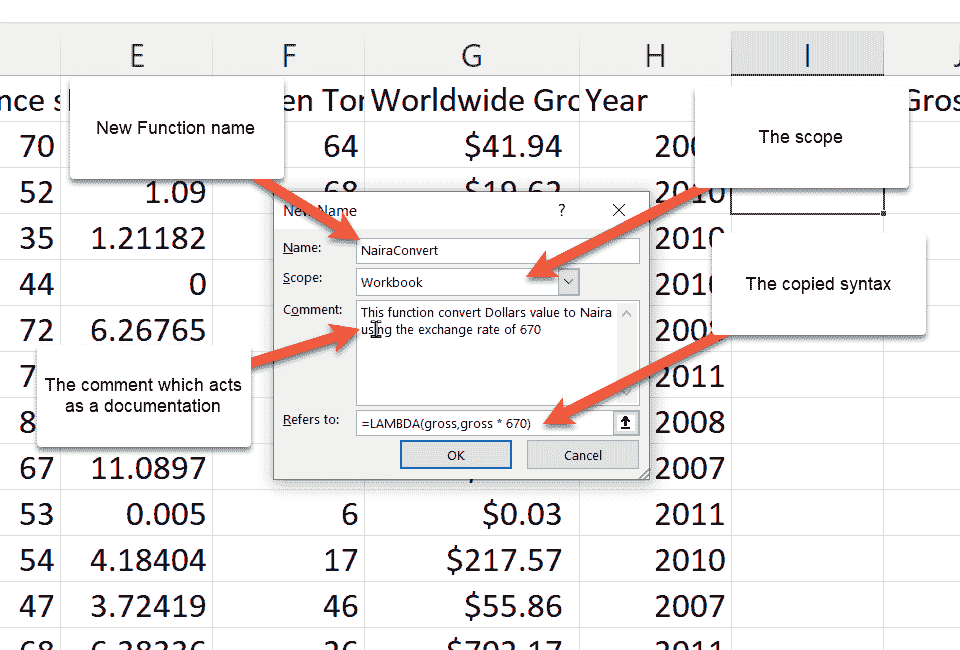 E F G H I
nce s en Tor Worldwide Gro Year Gros
New Function name
The scope
70 64 $41.94
52 1.09 68 $19.62 2010
New Name ?
35 1.21182 2010
Name: NairaConvert
44 0
Scope: Workbook
The copied syntax
72 6.26765
Comment: This function convert Dollars value to Naira
using the exchange rate of 670
The comment which acts
as a documentation
2011
2008
Refers to: =LAMBDA(gross,gross * 670)
OK Cancel
67 11.0897 2007
53 0.005 6 $0.03 2011
54 4.18404 17 $217.57 2010
47 3.72419 46 $55.86 2007
68 6.28336 26 $702.17 2011